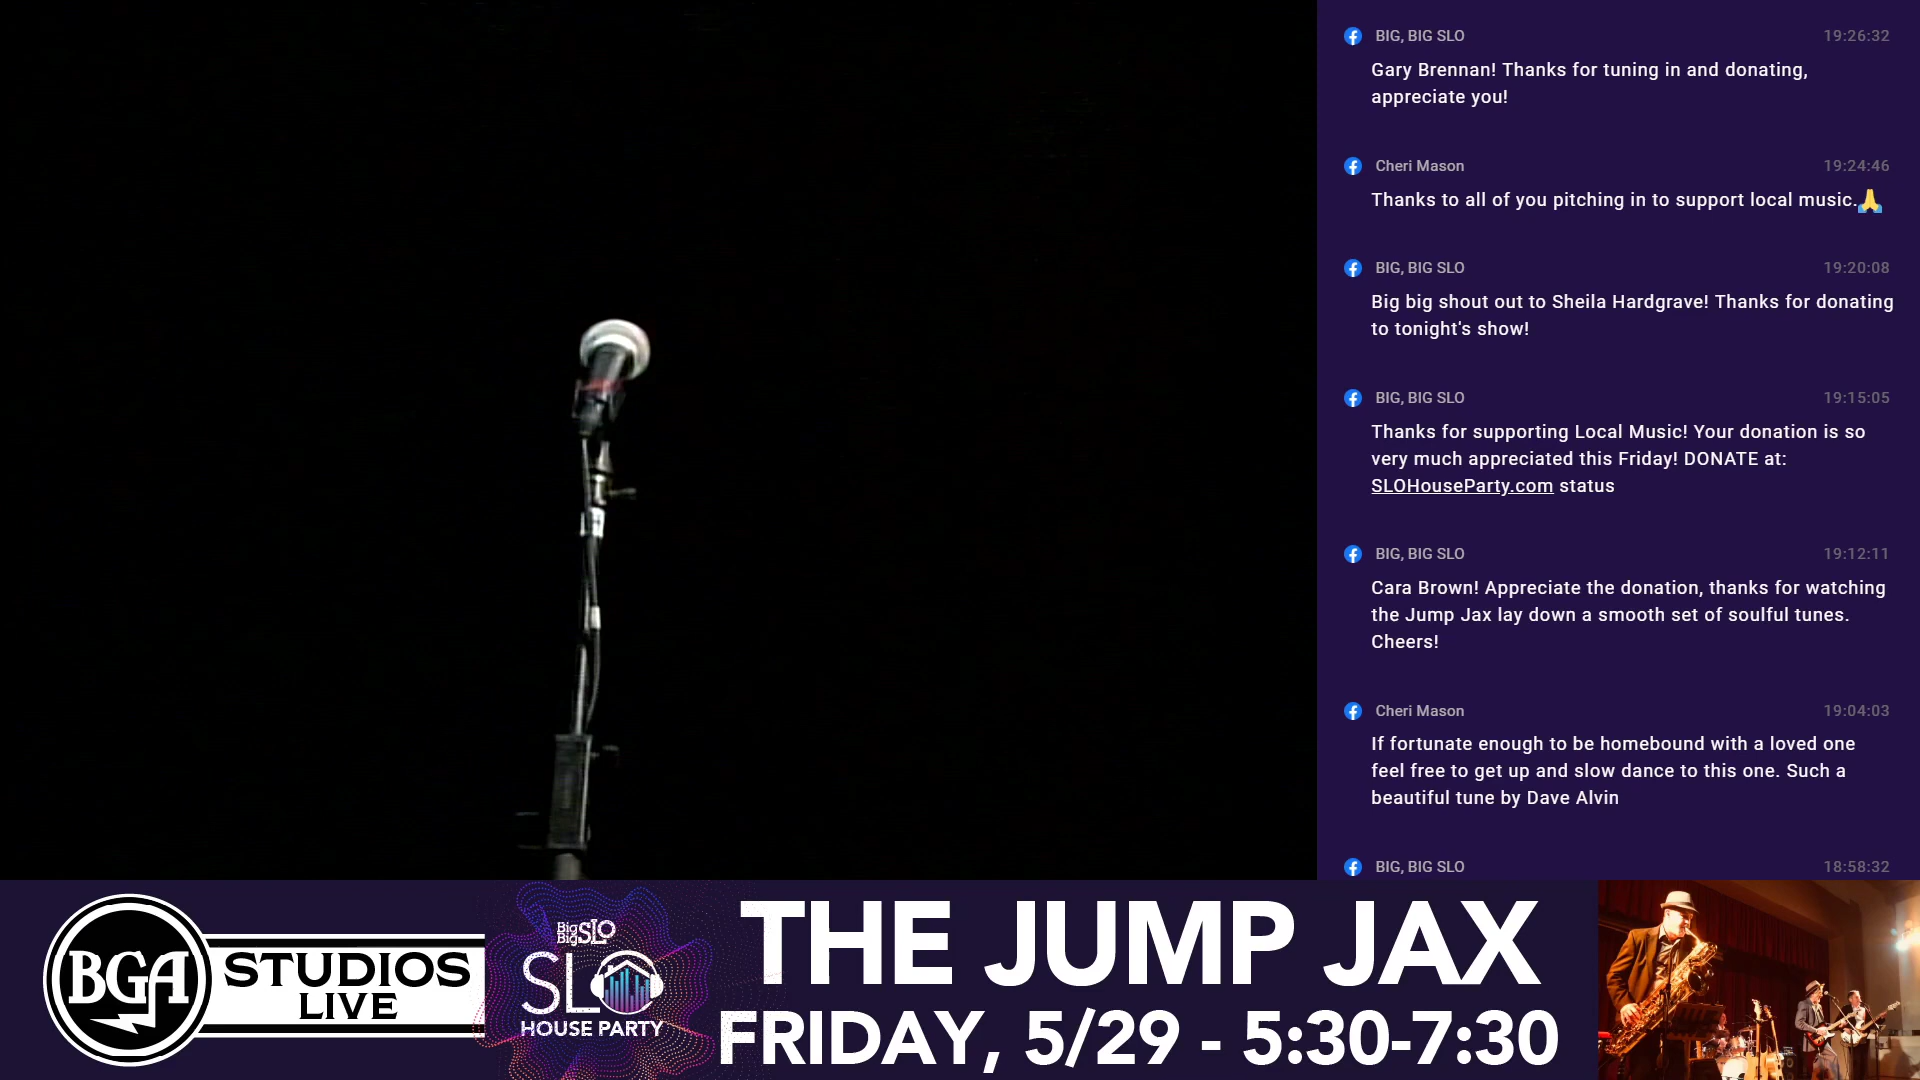 BIG, BIG SLO 19:26:32
Gary Brennan! Thanks for tuning in and donating,
appreciate you!
Cheri Mason 19:24:46
Thanks to all of you pitching in to support local music.🙏
BIG, BIG SLO 19:20:08
Big big shout out to Sheila Hardgrave! Thanks for donating
to tonight's show!
BIG, BIG SLO 19:15:05
Thanks for supporting Local Music! Your donation is so
very much appreciated this Friday! DONATE at:
SLOHouseParty.com status
BIG, BIG SLO 19:12:11
Cara Brown! Appreciate the donation, thanks for watching
the Jump Jax lay down a smooth set of soulful tunes.
Cheers!
Cheri Mason 19:04:03
If fortunate enough to be homebound with a loved one
feel free to get up and slow dance to this one. Such a
beautiful tune by Dave Alvin
BIG, BIG SLO 18:58:32
BGA
STUDIOS
LIVE
Big Big SLO
SLO
HOUSE PARTY
THE JUMP JAX
FRIDAY, 5/29 - 5:30-7:30